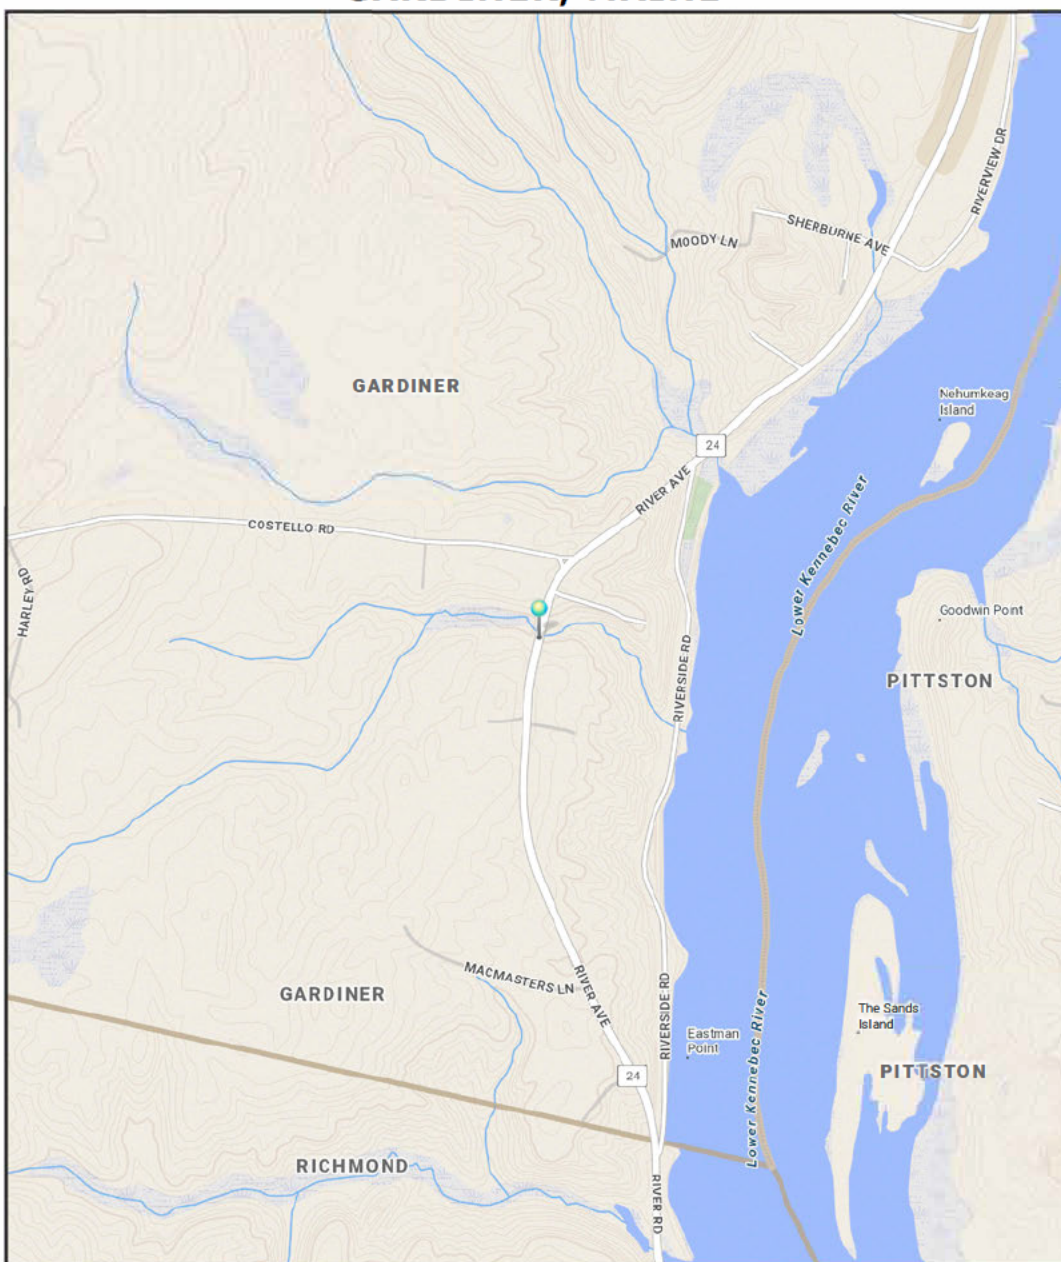 RIVERVIEW DR
SHERBURNE AVE
MOODY LN
GARDINER
Nehumkeag
Island
24
RIVER AVE
Lower Kennebec River
COSTELLO RD
HARLEY RD
Goodwin Point
RIVERSIDE RD
PITTSTON
MACMASTERS LN
RIVER AVE
GARDINER
RIVERSIDE RD
Eastman
Point
The Sands
Island
Lower Kennebec River
24
PITTSTON
RICHMOND
RIVER RD